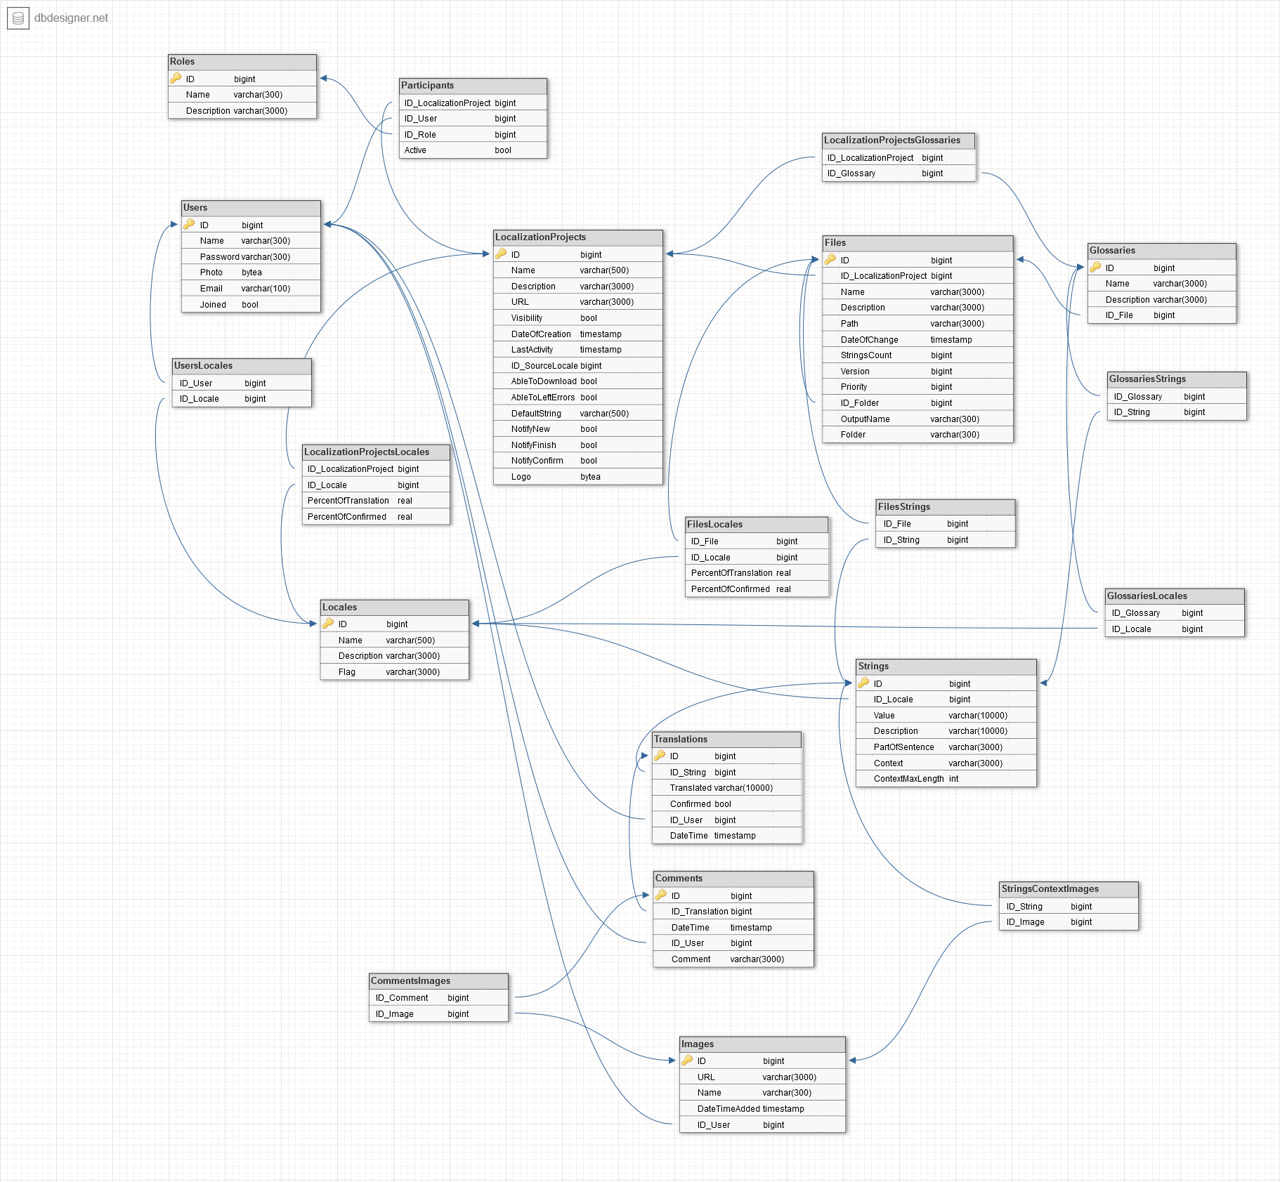 dbdesigner.net
Roles
ID bigint
Name varchar(300)
Description varchar(3000)
Participants
ID_LocalizationProject bigint
ID_User bigint
ID_Role bigint
Active bool
LocalizationProjectsGlossaries
ID_LocalizationProject bigint
ID_Glossary bigint
Users
ID bigint
Name varchar(300)
Password varchar(300)
Photo bytea
Email varchar(100)
Joined bool
LocalizationProjects
ID bigint
Name varchar(500)
Description varchar(3000)
URL varchar(3000)
Visibility bool
DateOfCreation timestamp
LastActivity timestamp
ID_SourceLocale bigint
AbleToDownload bool
AbleToLeftErrors bool
DefaultString varchar(500)
NotifyNew bool
NotifyFinish bool
NotifyConfirm bool
Logo bytea
Files
ID bigint
ID_LocalizationProject bigint
Name varchar(3000)
Description varchar(3000)
Path varchar(3000)
DateOfChange timestamp
StringsCount bigint
Version bigint
Priority bigint
ID_Folder bigint
OutputName varchar(300)
Folder varchar(300)
Glossaries
ID bigint
Name varchar(3000)
Description varchar(3000)
ID_File bigint
UsersLocales
ID_User bigint
ID_Locale bigint
GlossariesStrings
ID_Glossary bigint
ID_String bigint
LocalizationProjectsLocales
ID_LocalizationProject bigint
ID_Locale bigint
PercentOfTranslation real
PercentOfConfirmed real
FilesStrings
ID_File bigint
ID_String bigint
FilesLocales
ID_File bigint
ID_Locale bigint
PercentOfTranslation real
PercentOfConfirmed real
GlossariesLocales
ID_Glossary bigint
ID_Locale bigint
Locales
ID bigint
Name varchar(500)
Description varchar(3000)
Flag varchar(3000)
Strings
ID bigint
ID_Locale bigint
Value varchar(10000)
Description varchar(10000)
PartOfSentence varchar(3000)
Context varchar(3000)
ContextMaxLength int
Translations
ID bigint
ID_String bigint
Translated varchar(10000)
Confirmed bool
ID_User bigint
DateTime timestamp
Comments
ID bigint
ID_Translation bigint
DateTime timestamp
ID_User bigint
Comment varchar(3000)
StringsContextImages
ID_String bigint
ID_Image bigint
CommentsImages
ID_Comment bigint
ID_Image bigint
Images
ID bigint
URL varchar(3000)
Name varchar(300)
DateTimeAdded timestamp
ID_User bigint